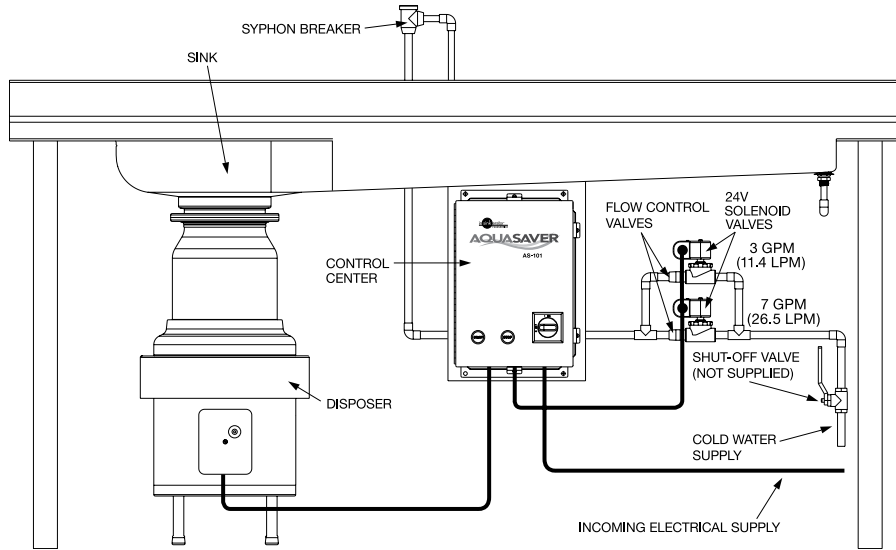 SYPHON BREAKER
SINK
FLOW CONTROL
VALVES
24V
SOLENOID
VALVES
3 GPM
(11.4 LPM)
AQUASAVER
AS-101
CONTROL
CENTER
7 GPM
(26.5 LPM)
SHUT-OFF VALVE
(NOT SUPPLIED)
DISPOSER
COLD WATER
SUPPLY
INCOMING ELECTRICAL SUPPLY